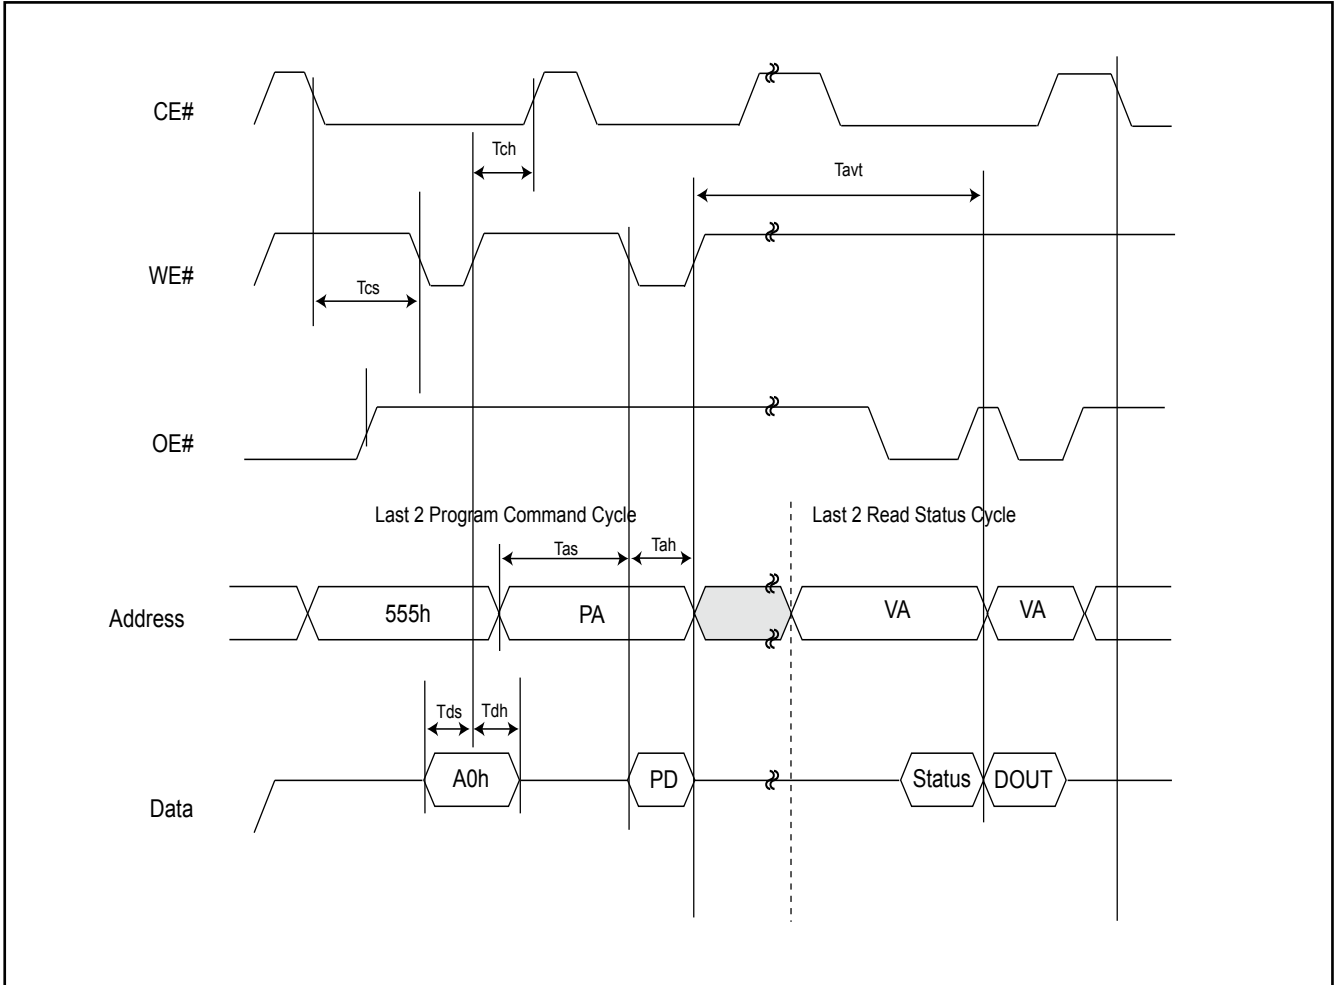 CE#
Tch
Tavt
WE#
Tcs
OE#
Last 2 Program Command Cycle
Last 2 Read Status Cycle
Tas
Tah
Address
555h
PA
VA
VA
Tds
Tdh
Data
A0h
PD
Status
DOUT